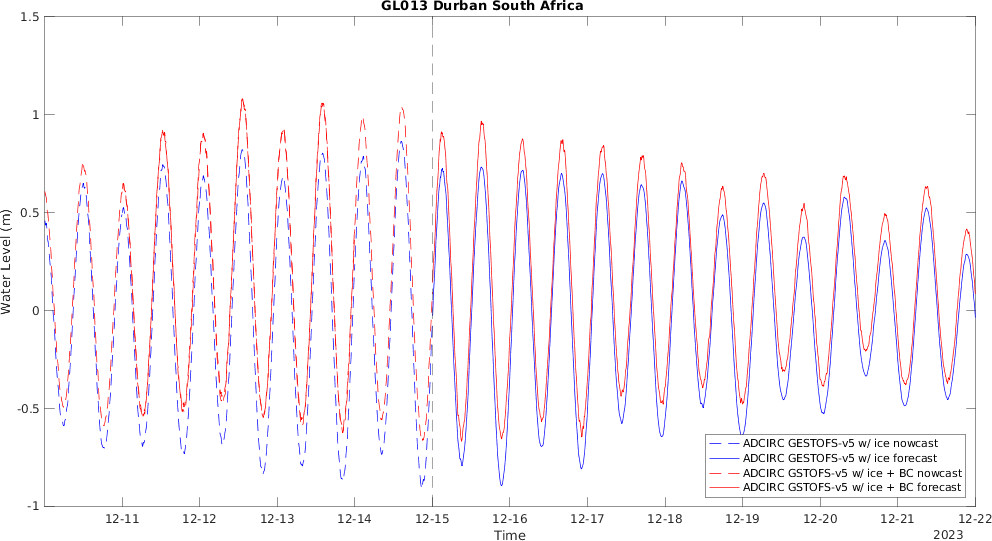 GL013 Durban South Africa
1.5
1
0.5
0
-0.5
-1
Water Level (m)
12-11
12-12
12-13
12-14
12-15
12-16
12-17
12-18
12-19
12-20
12-21
12-22
Time
2023
ADCIRC GESTOFS-v5 w/ ice nowcast
ADCIRC GESTOFS-v5 w/ ice forecast
ADCIRC GSTOFS-v5 w/ ice + BC nowcast
ADCIRC GSTOFS-v5 w/ ice + BC forecast